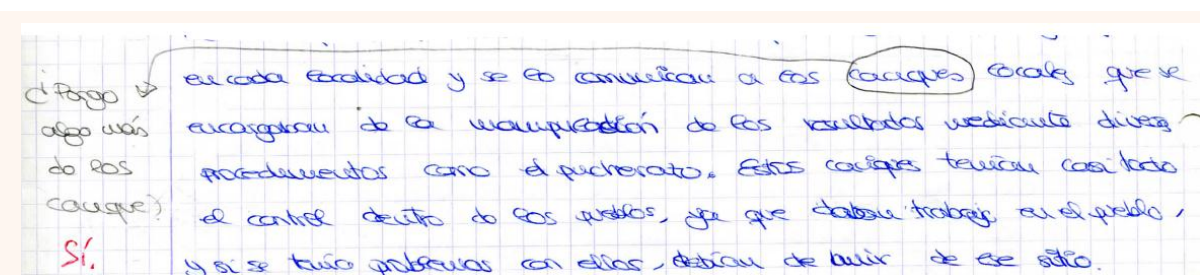 ¿Pongo
algo más
de los
cacique?
Sí.
en cada localidad y se lo comunican a los caciques locales que se
encargaran de la manipulación de los resultados mediante diversos
procedimientos como el pucherazo. Estos caciques tenían casi todo
el control dentro de los pueblos, ya que daban trabajo en el pueblo,
y si se tenía problemas con ellos, debían de huir de ese sitio.